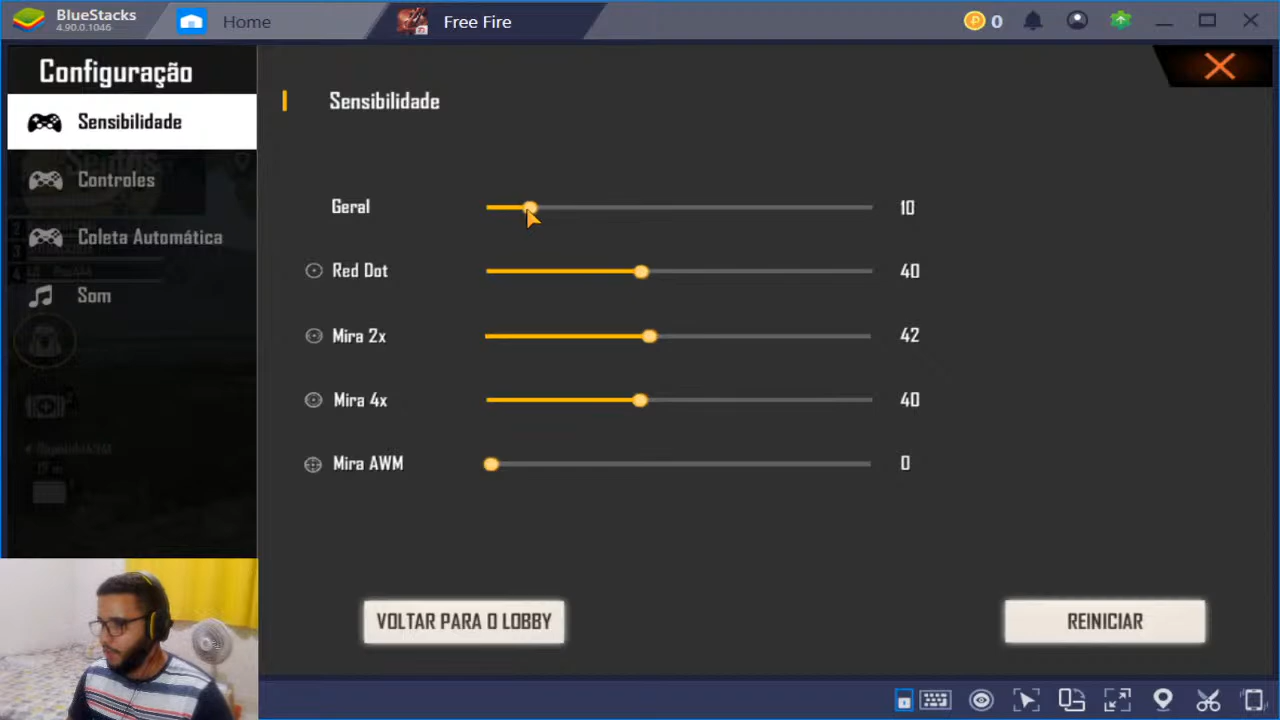 BlueStacks
4.90.0.1046
Home
Free Fire
0
Configuração
Sensibilidade
Controles
Coleta Automática
Som
Sensibilidade
Geral 10
Red Dot 40
Mira 2x 42
Mira 4x 40
Mira AWM 0
VOLTAR PARA O LOBBY
REINICIAR